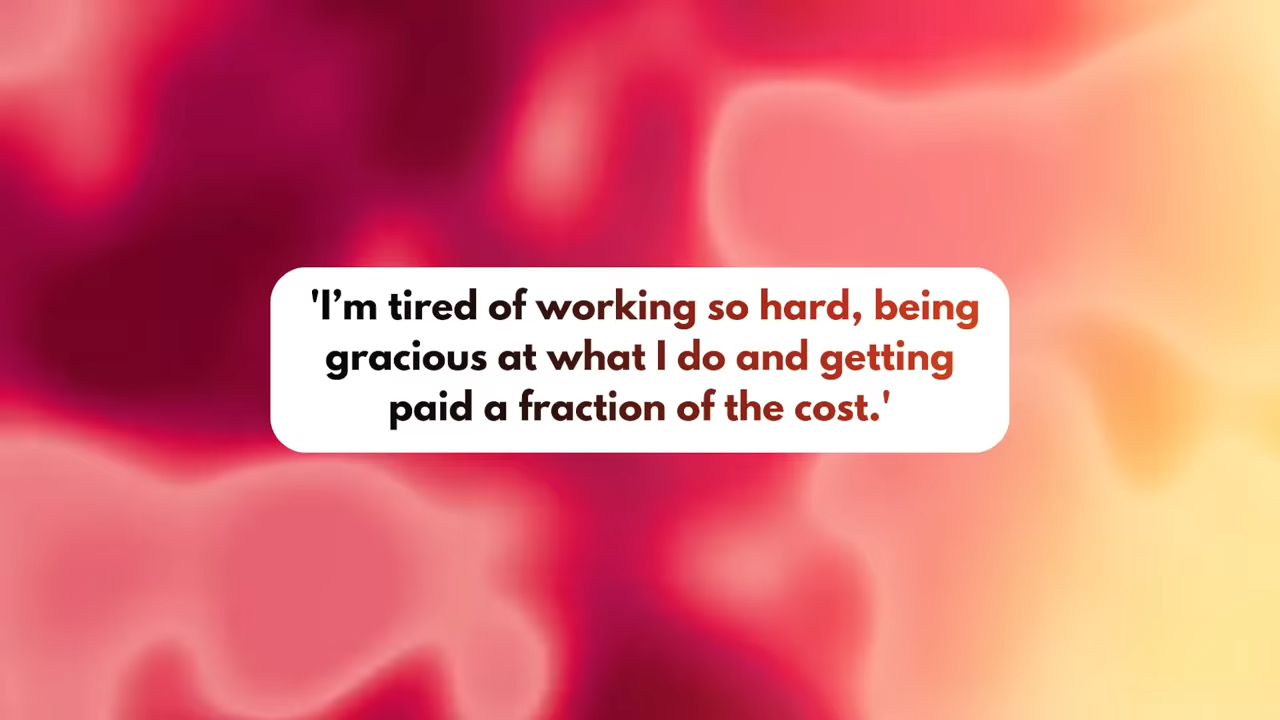 'I’m tired of working so hard, being
gracious at what I do and getting
paid a fraction of the cost.'